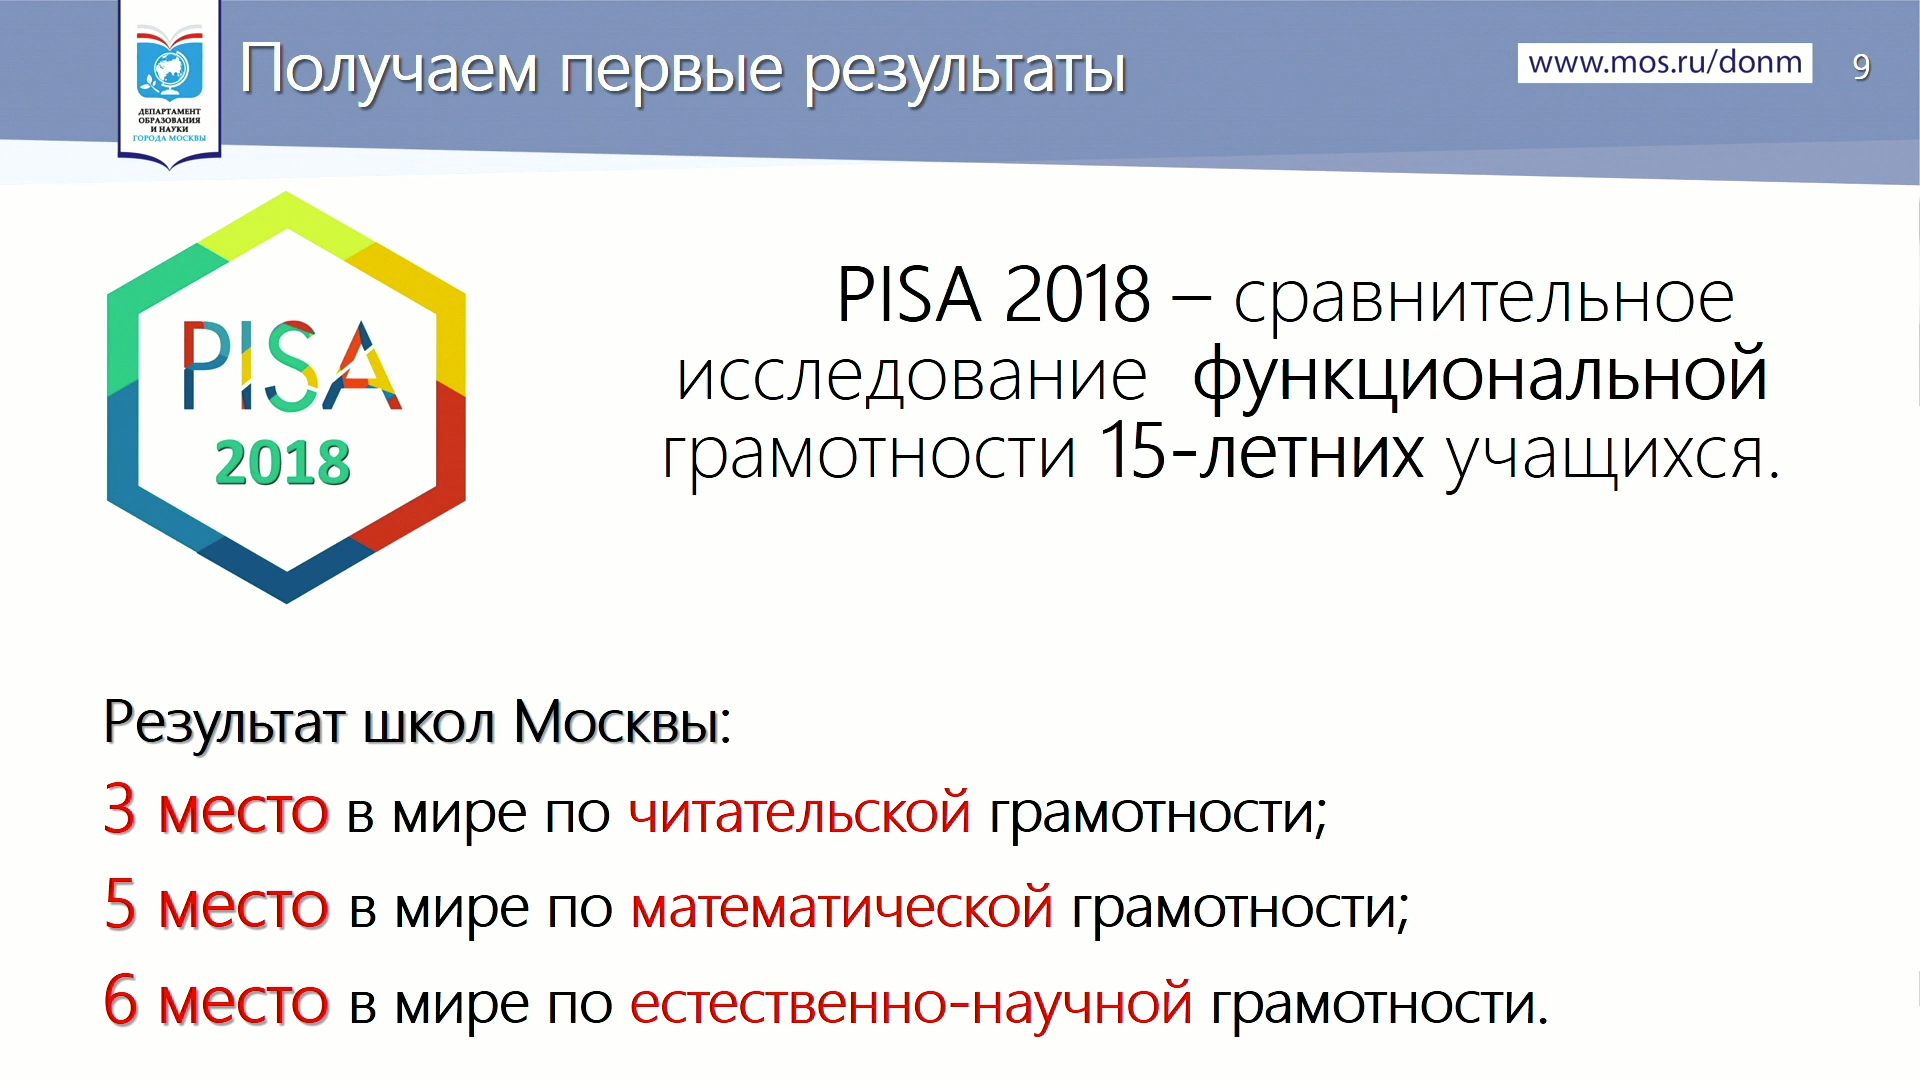 Получаем первые результаты
www.mos.ru/donm
9
ДЕПАРТАМЕНТ
ОБРАЗОВАНИЯ
И НАУКИ
ГОРОДА МОСКВЫ
PISA
2018
PISA 2018 – сравнительное
исследование функциональной
грамотности 15-летних учащихся.
Результат школ Москвы:
3 место в мире по читательской грамотности;
5 место в мире по математической грамотности;
6 место в мире по естественно-научной грамотности.